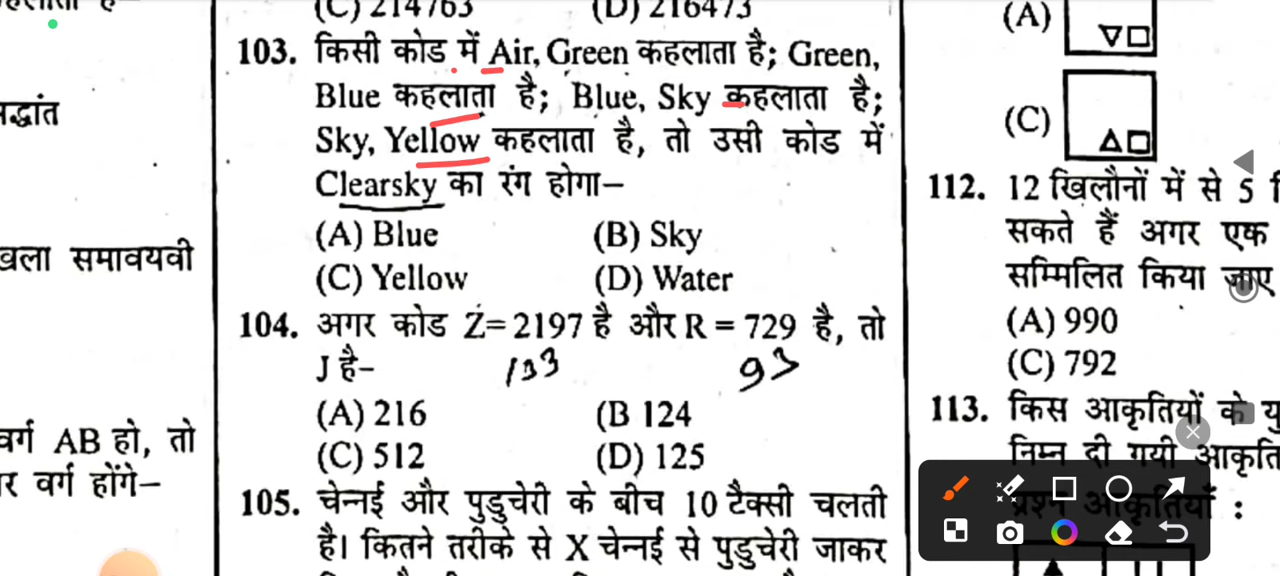 (C) 214763 (D) 216473
103. किसी कोड में Air, Green कहलाता है; Green,
Blue कहलाता है; Blue, Sky कहलाता है;
Sky, Yellow कहलाता है, तो उसी कोड में
Clearsky का रंग होगा–
(A) Blue (B) Sky
(C) Yellow (D) Water
104. अगर कोड Z = 2197 है और R = 729 है, तो
J है–
133 93
(A) 216 (B 124
(C) 512 (D) 125
105. चेन्नई और पुडुचेरी के बीच 10 टैक्सी चलती
है। कितने तरीके से X चेन्नई से पुडुचेरी जाकर
द्धांत
खला समावयवी
वर्ग AB हो, तो
र वर्ग होंगे–
(A)
(C)
112. 12 खिलौनों में से 5
सकते हैं अगर एक
सम्मिलित किया जाए
(A) 990
(C) 792
113. किस आकृतियों के यु
निम्न दी गयी आकृति
प्रश्न आकृतियाँ :